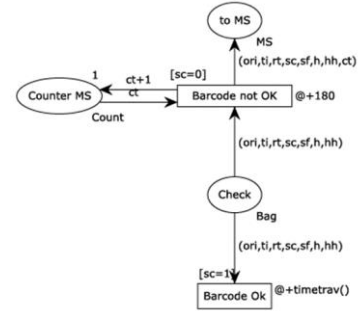 to MS
MS
(ori,ti,rt,sc,sf,h,hh,ct)
1
ct+1
[sc=0]
Counter MS
ct
Barcode not OK
@+180
Count
(ori,ti,rt,sc,sf,h,hh)
Check
Bag
(ori,ti,rt,sc,sf,h,hh)
[sc=1]
Barcode Ok
@+timetrav()